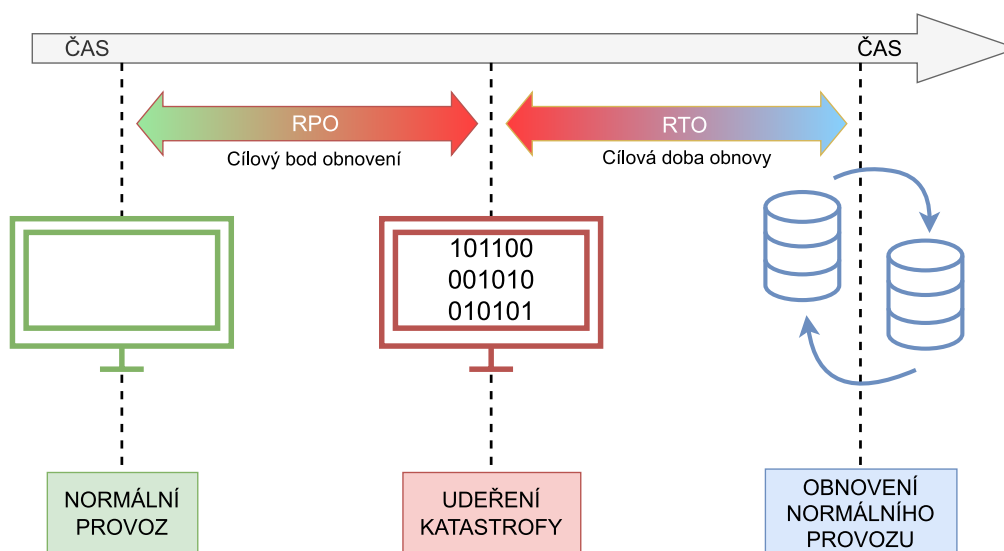 ČAS
ČAS
RPO
RTO
Cílový bod obnovení
Cílová doba obnovy
101100
001010
010101
NORMÁLNÍ
PROVOZ
UDEŘENÍ
KATASTROFY
OBNOVENÍ
NORMÁLNÍHO
PROVOZU